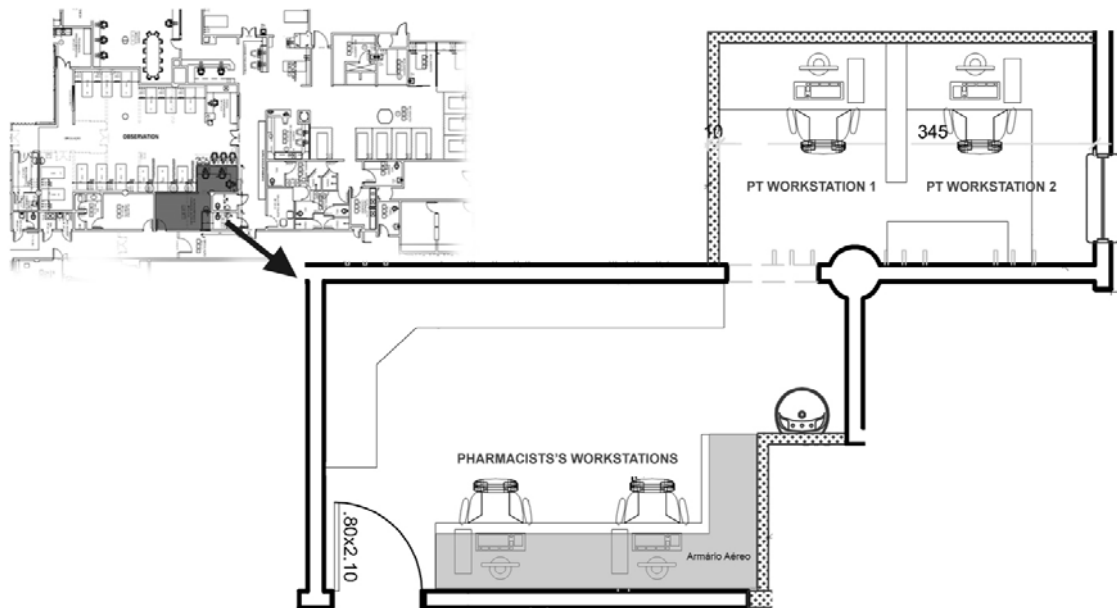 OBSERVATION
10
345
PT WORKSTATION 1
PT WORKSTATION 2
PHARMACISTS'S WORKSTATIONS
Armário Aéreo
.80x2.10